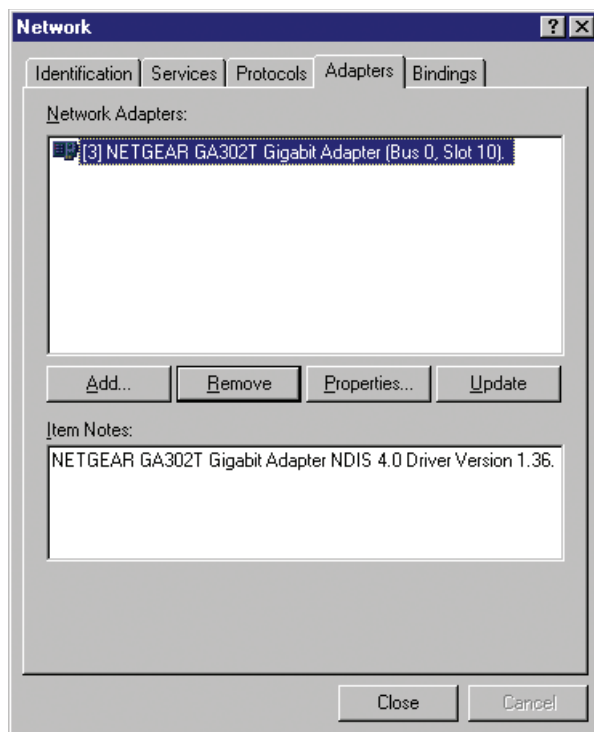 Network
Identification Services Protocols Adapters Bindings
Network Adapters:
[3] NETGEAR GA302T Gigabit Adapter (Bus 0, Slot 10).
Add... Remove Properties... Update
Item Notes:
NETGEAR GA302T Gigabit Adapter NDIS 4.0 Driver Version 1.36.
Close Cancel